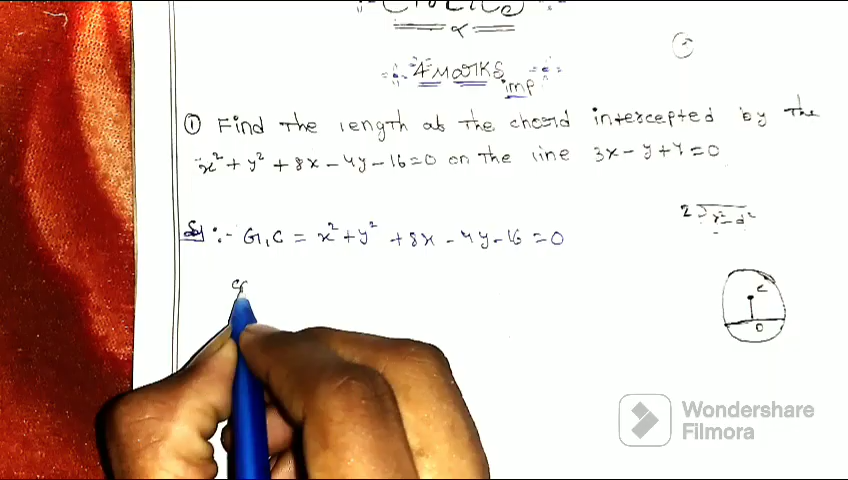 Circle
4 Marks
imp
① Find the length of the chord intercepted by the
x² + y² + 8x - 4y - 16 = 0 on the line 3x - y + 4 = 0
2√r² - d²
Sol :- G.C = x² + y² + 8x - 4y - 16 = 0
C
D
Wondershare
Filmora